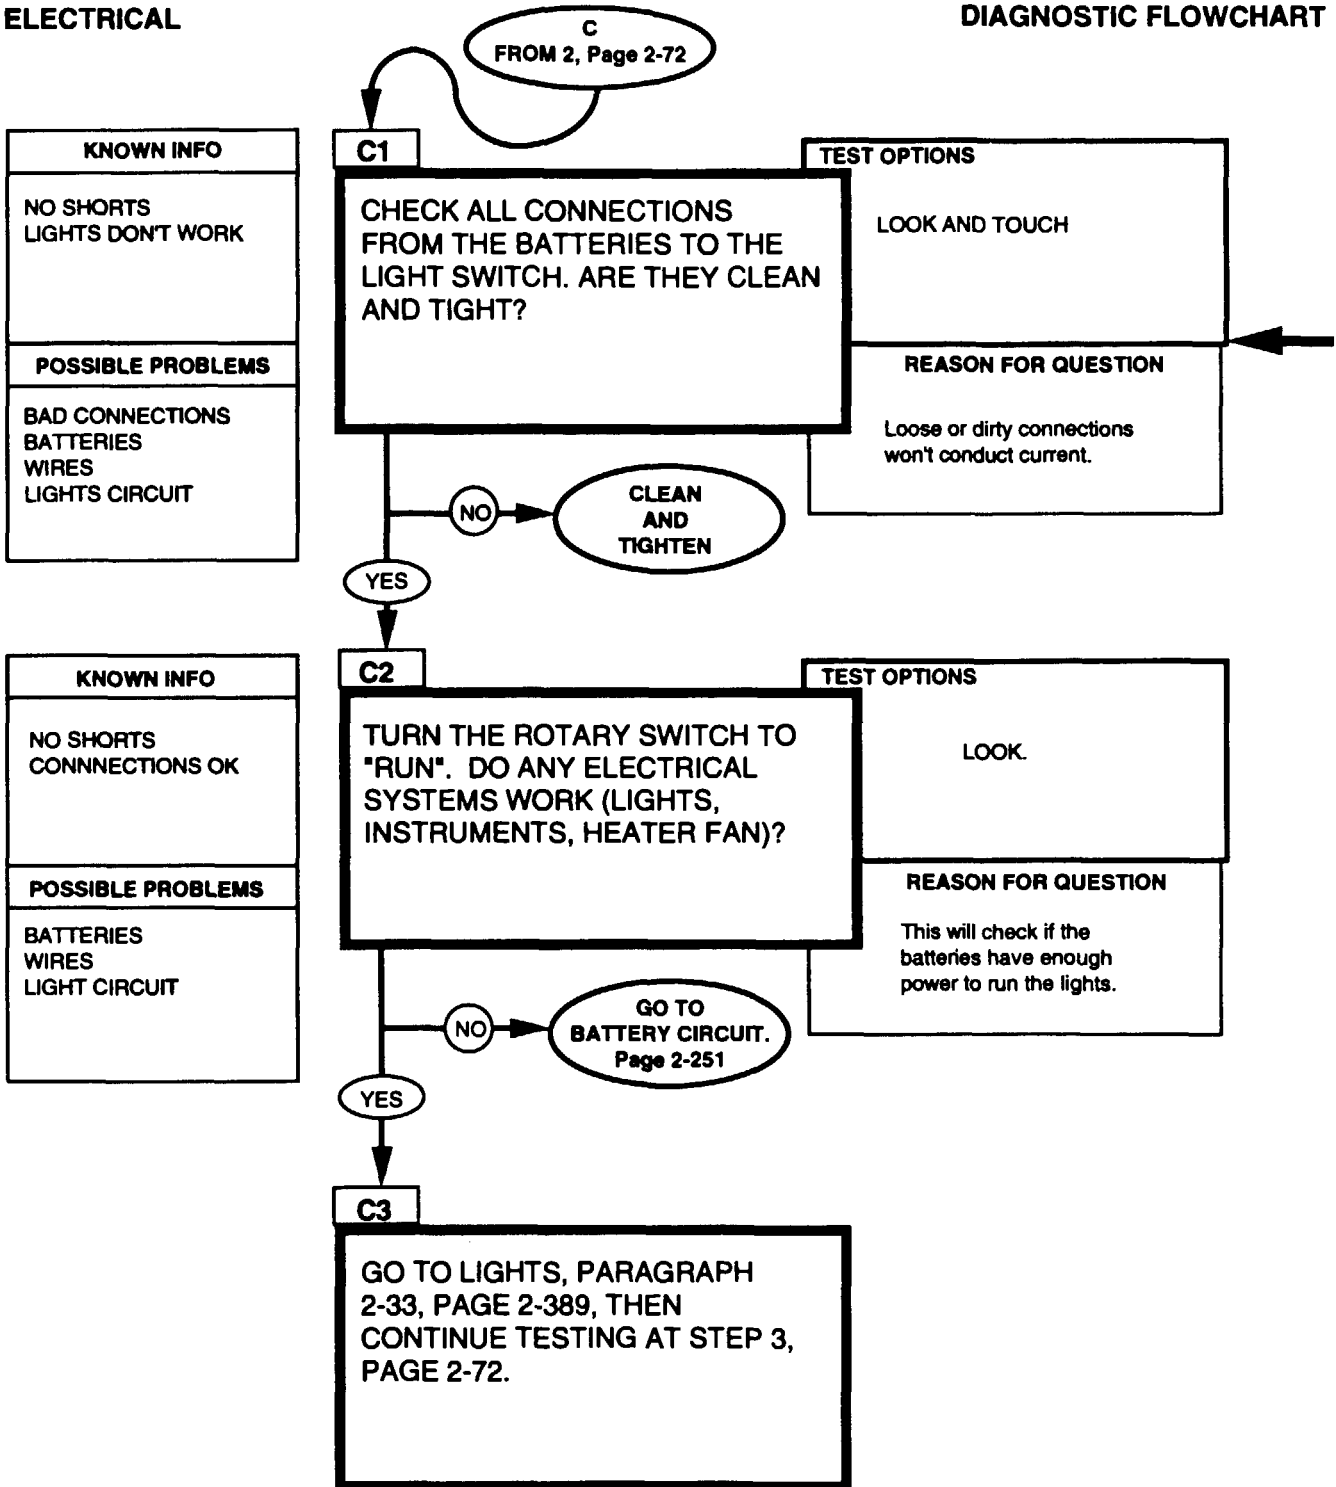 ELECTRICAL
DIAGNOSTIC FLOWCHART
C
FROM 2, Page 2-72
KNOWN INFO
NO SHORTS
LIGHTS DON'T WORK
POSSIBLE PROBLEMS
BAD CONNECTIONS
BATTERIES
WIRES
LIGHTS CIRCUIT
C1
CHECK ALL CONNECTIONS
FROM THE BATTERIES TO THE
LIGHT SWITCH. ARE THEY CLEAN
AND TIGHT?
TEST OPTIONS
LOOK AND TOUCH
REASON FOR QUESTION
Loose or dirty connections
won't conduct current.
NO
CLEAN
AND
TIGHTEN
YES
KNOWN INFO
NO SHORTS
CONNNECTIONS OK
POSSIBLE PROBLEMS
BATTERIES
WIRES
LIGHT CIRCUIT
C2
TURN THE ROTARY SWITCH TO
"RUN". DO ANY ELECTRICAL
SYSTEMS WORK (LIGHTS,
INSTRUMENTS, HEATER FAN)?
TEST OPTIONS
LOOK.
REASON FOR QUESTION
This will check if the
batteries have enough
power to run the lights.
NO
GO TO
BATTERY CIRCUIT.
Page 2-251
YES
C3
GO TO LIGHTS, PARAGRAPH
2-33, PAGE 2-389, THEN
CONTINUE TESTING AT STEP 3,
PAGE 2-72.